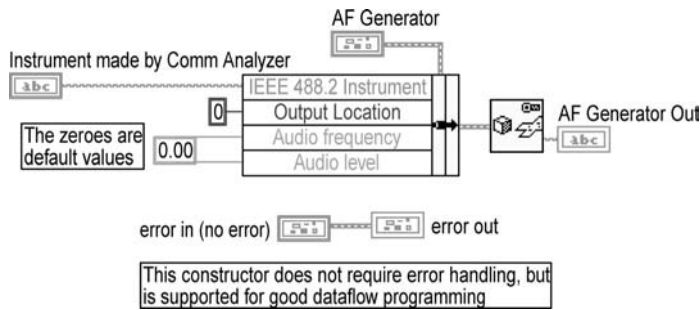 AF Generator
Instrument made by Comm Analyzer
abc
IEEE 488.2 Instrument
0
Output Location
The zeroes are
default values
0.00
Audio frequency
Audio level
AF Generator Out
abc
error in (no error)
error out
This constructor does not require error handling, but
is supported for good dataflow programming